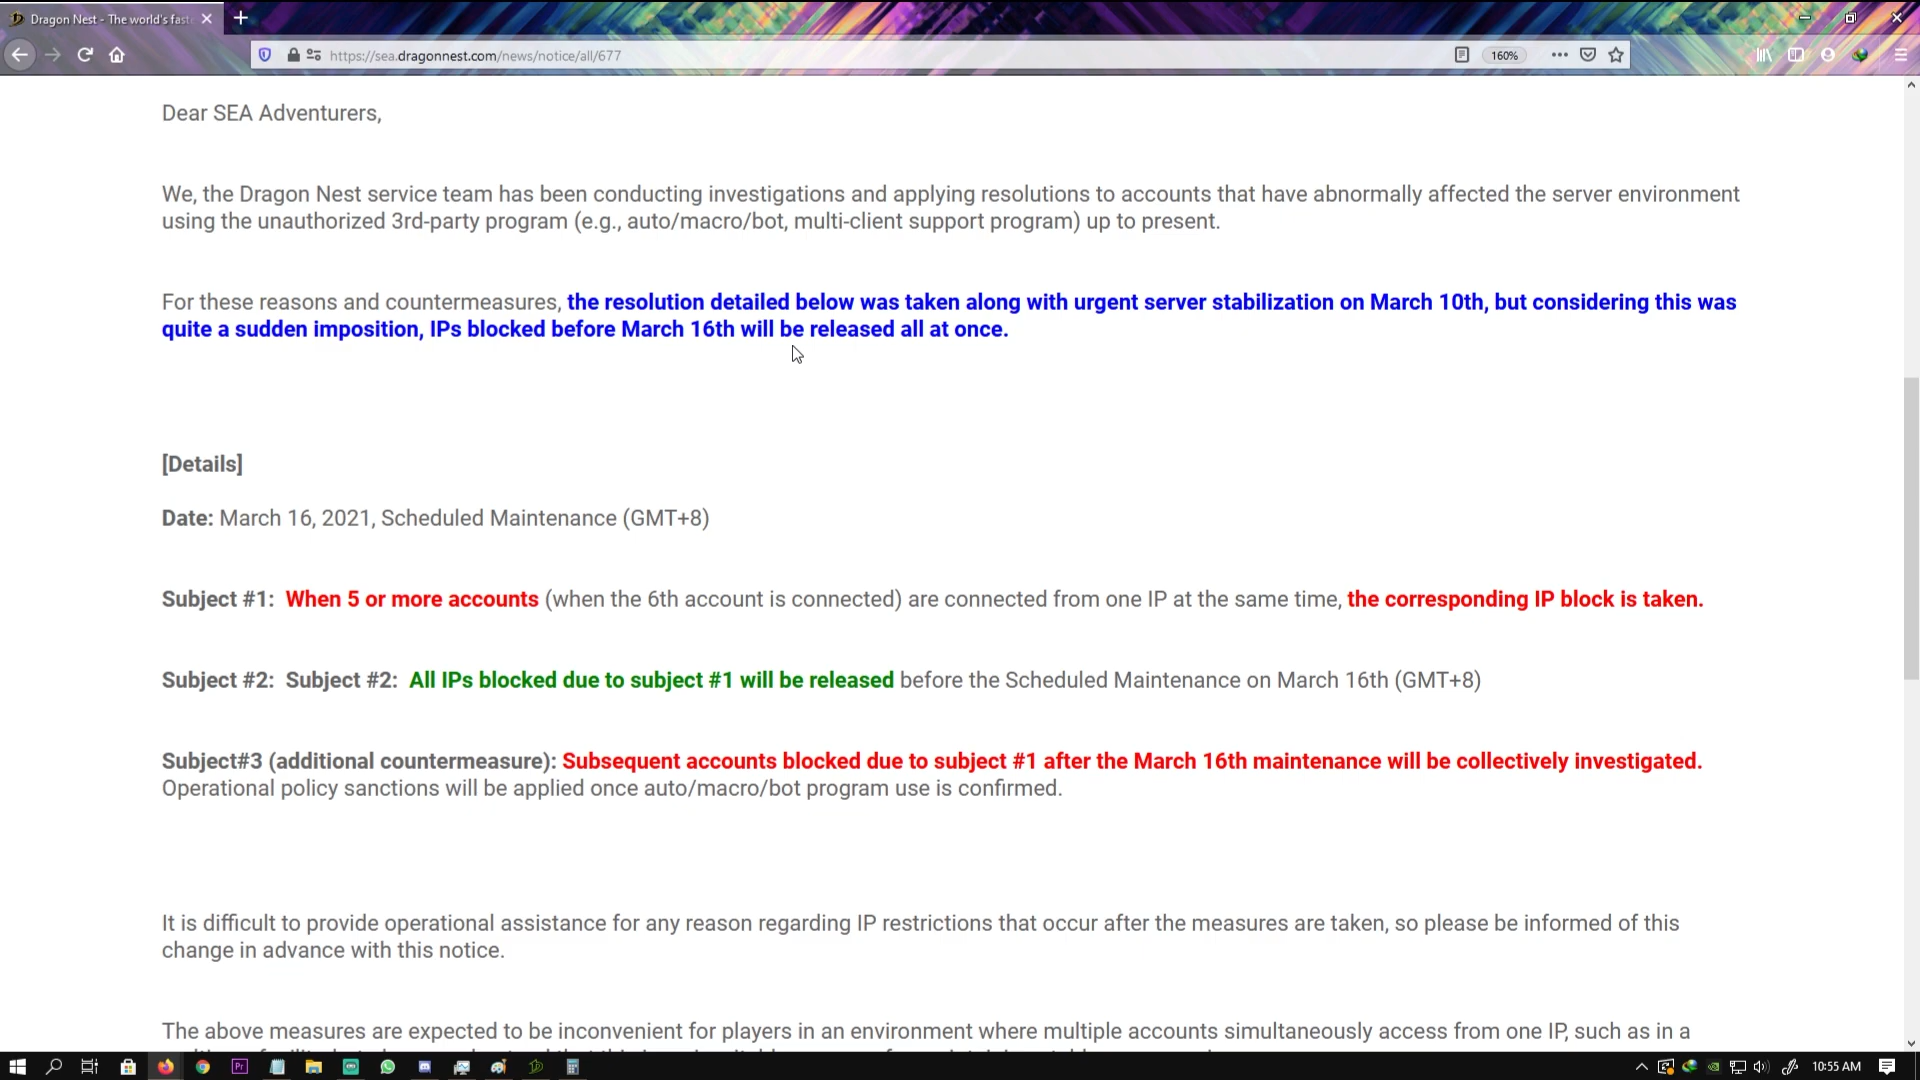 Dragon Nest - The world's faste
https://sea.dragonnest.com/news/notice/all/677
160%
Dear SEA Adventurers,
We, the Dragon Nest service team has been conducting investigations and applying resolutions to accounts that have abnormally affected the server environment
using the unauthorized 3rd-party program (e.g., auto/macro/bot, multi-client support program) up to present.
For these reasons and countermeasures, the resolution detailed below was taken along with urgent server stabilization on March 10th, but considering this was
quite a sudden imposition, IPs blocked before March 16th will be released all at once.
[Details]
Date: March 16, 2021, Scheduled Maintenance (GMT+8)
Subject #1: When 5 or more accounts (when the 6th account is connected) are connected from one IP at the same time, the corresponding IP block is taken.
Subject #2: Subject #2: All IPs blocked due to subject #1 will be released before the Scheduled Maintenance on March 16th (GMT+8)
Subject#3 (additional countermeasure): Subsequent accounts blocked due to subject #1 after the March 16th maintenance will be collectively investigated.
Operational policy sanctions will be applied once auto/macro/bot program use is confirmed.
It is difficult to provide operational assistance for any reason regarding IP restrictions that occur after the measures are taken, so please be informed of this
change in advance with this notice.
The above measures are expected to be inconvenient for players in an environment where multiple accounts simultaneously access from one IP, such as in a
Pr
10:55 AM